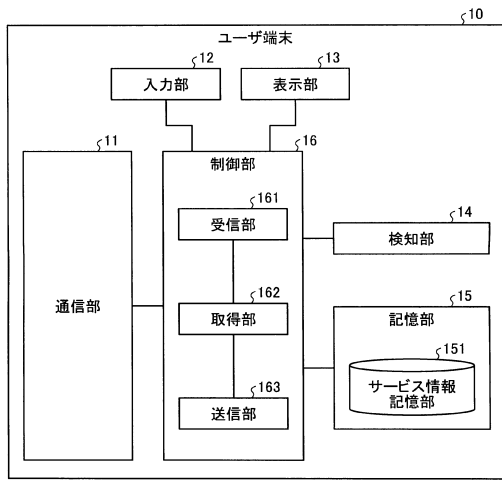 10
ユーザ端末
12
入力部
13
表示部
11
通信部
16
制御部
161
受信部
162
取得部
163
送信部
14
検知部
15
記憶部
151
サービス情報
記憶部